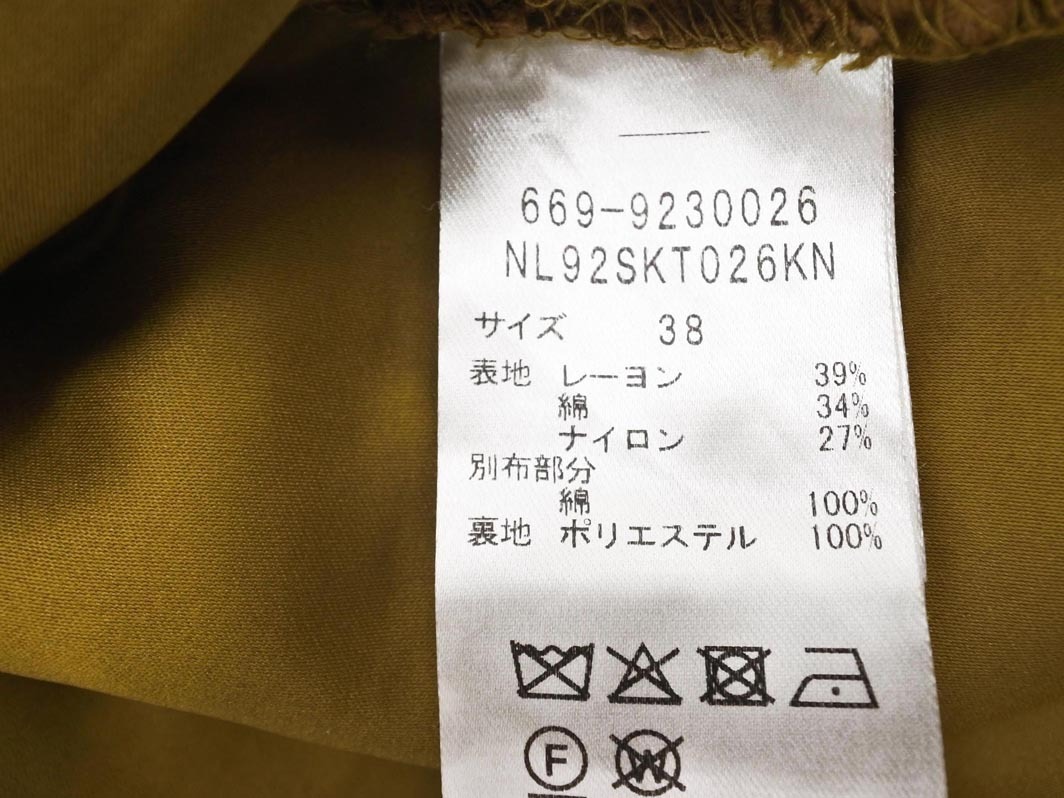 669-9230026
NL92SKT026KN
サイズ 38
表地 レーヨン 39%
綿 34%
ナイロン 27%
別布部分
綿 100%
裏地 ポリエステル 100%
F W